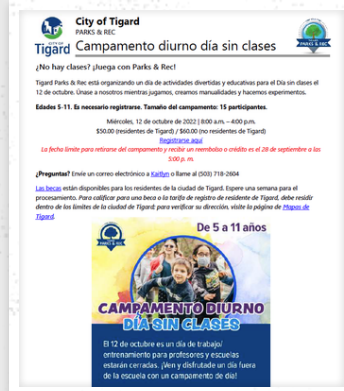 City of Tigard
PARKS & REC
Campamento diurno día sin clases
CITY OF
Tigard
PARKS & REC
¿No hay clases? ¡Juega con Parks & Rec!
Tigard Parks & Rec está organizando un día de actividades divertidas y educativas para el Día sin clases el
12 de octubre. Únase a nosotros mientras jugamos, creamos manualidades y hacemos experimentos.
Edades 5-11. Es necesario registrarse. Tamaño del campamento: 15 participantes.
Miércoles, 12 de octubre de 2022 | 8:00 a.m. – 4:00 p.m.
$50.00 (residentes de Tigard) / $60.00 (no residentes de Tigard)
Registrarse aquí
La fecha límite para retirarse del campamento y recibir un reembolso o crédito es el 28 de septiembre a las
5:00 p. m.
¿Preguntas? Envíe un correo electrónico a Kaitlyn o llame al (503) 718-2604
Las becas están disponibles para los residentes de la ciudad de Tigard. Espere una semana para el
procesamiento. Para calificar para una beca o la tarifa de registro de residente de Tigard, debe residir
dentro de los límites de la ciudad de Tigard; para verificar su dirección, visite la página de Mapas de
Tigard.
PARKS & REC
De 5 a 11 años
CAMPAMENTO DIURNO
DÍA SIN CLASES
El 12 de octubre es un día de trabajo/
entrenamiento para profesores y escuelas
estarán cerradas. ¡Ven y disfrutade un día fuera
de la escuela con un campamento de día!